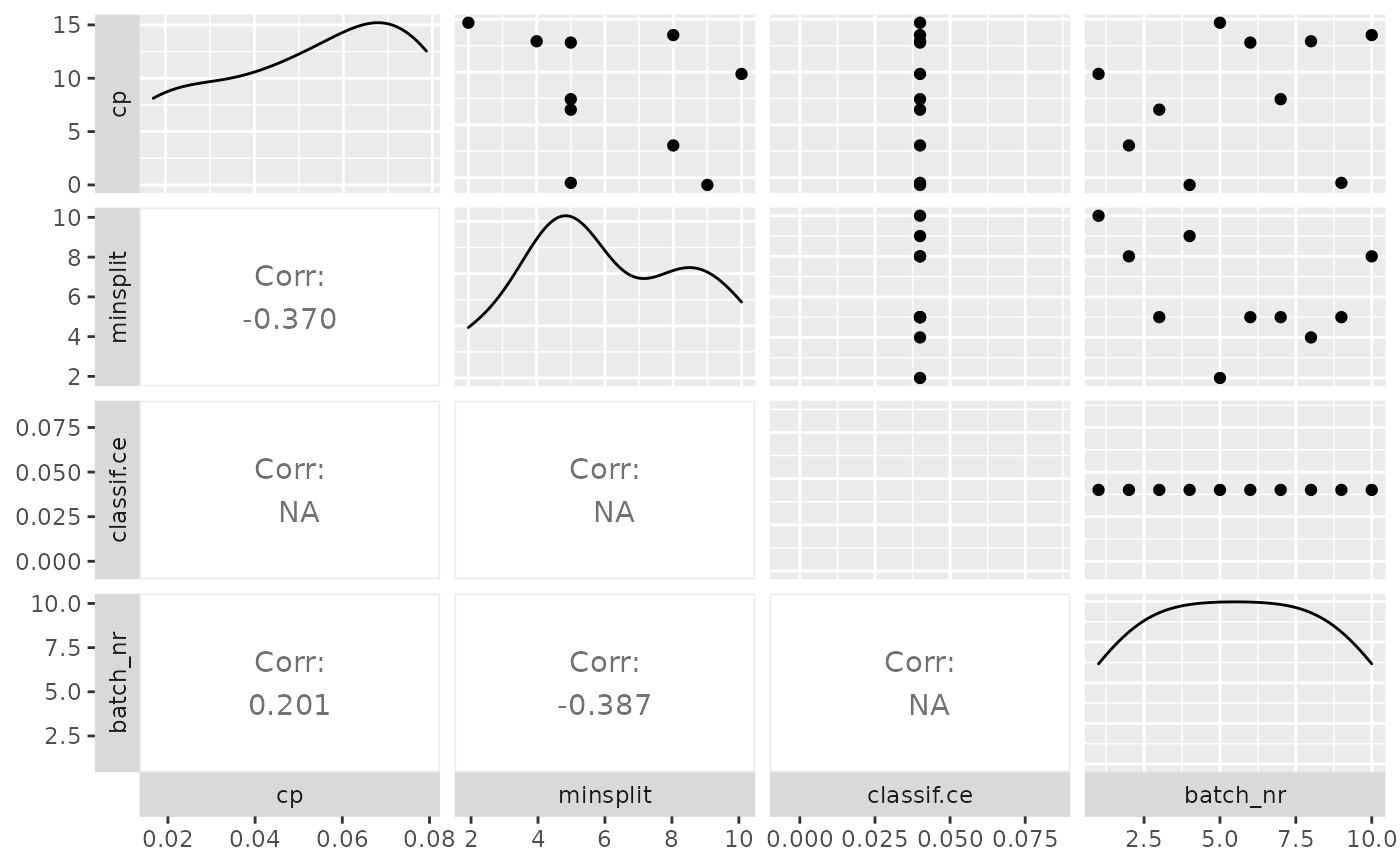 15
10
5
0
cp
10
8
6
4
2
minsplit
Corr:
-0.370
0.075
0.050
0.025
0.000
classif.ce
Corr:
NA
Corr:
NA
10.0
7.5
5.0
2.5
batch_nr
Corr:
0.201
Corr:
-0.387
Corr:
NA
cp minsplit classif.ce batch_nr
0.02 0.04 0.06 0.08 2 4 6 8 10 0.000 0.025 0.050 0.075 2.5 5.0 7.5 10.0